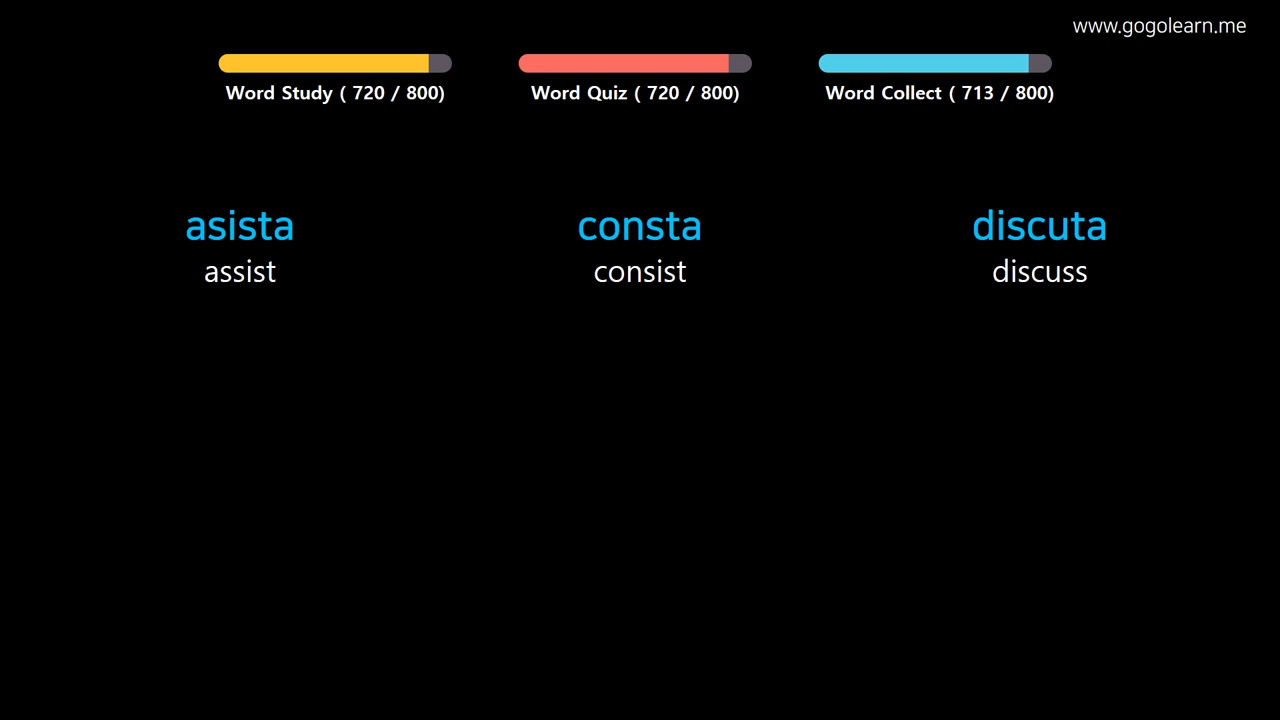 www.gogolearn.me
Word Study ( 720 / 800)
Word Quiz ( 720 / 800)
Word Collect ( 713 / 800)
asista
assist
consta
consist
discuta
discuss